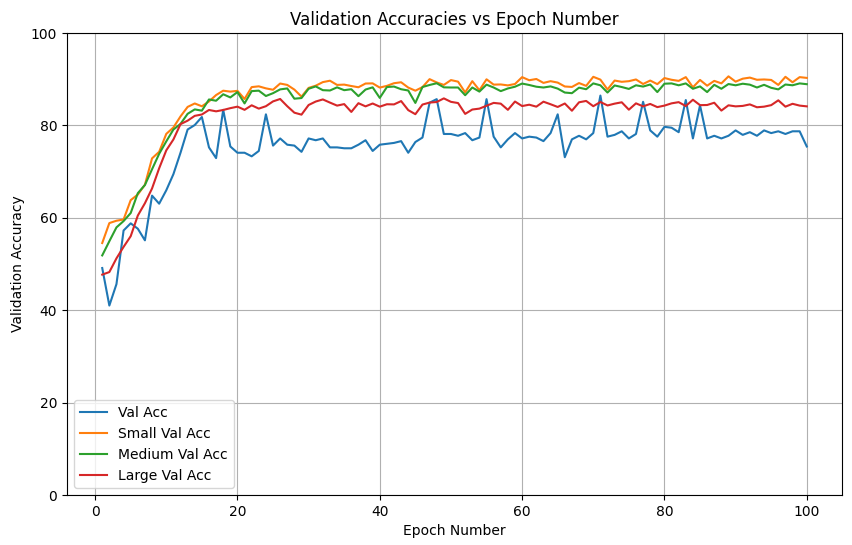 Validation Accuracies vs Epoch Number
Validation Accuracy
100
80
60
40
20
0
Val Acc
Small Val Acc
Medium Val Acc
Large Val Acc
0 20 40 60 80 100
Epoch Number